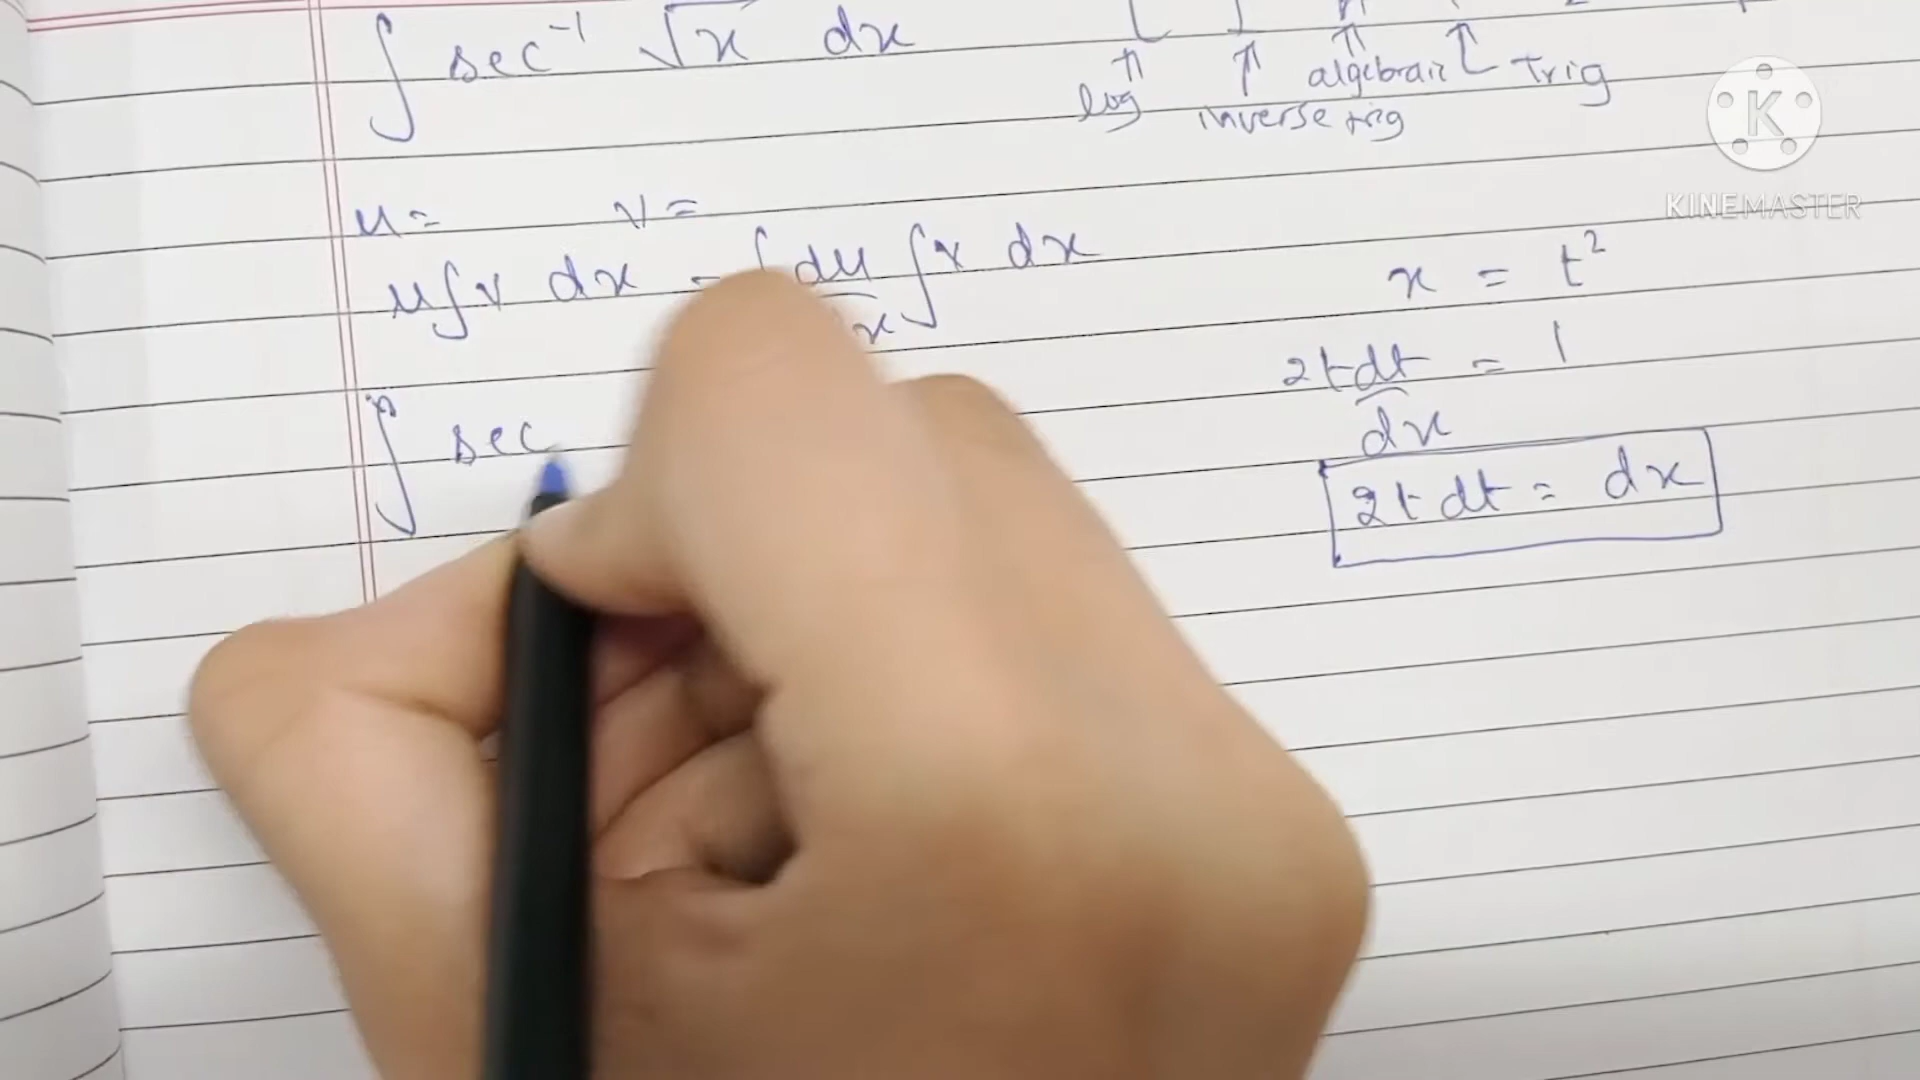 ∫ sec⁻¹ √x dx
log
inverse trig
algebraic
Trig
K
KINEMASTER
u = v =
u∫v dx - ∫ du ∫v dx
x
x = t²
2t dt = 1
dx
2t dt = dx
∫ sec